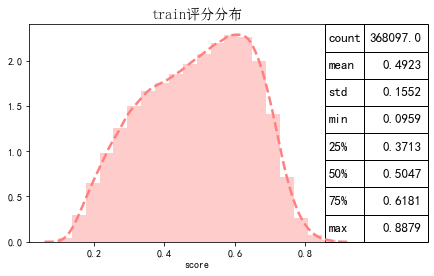 train评分分布
count 368097.0
mean 0.4923
std 0.1552
min 0.0959
25% 0.3713
50% 0.5047
75% 0.6181
max 0.8879
2.0
1.5
1.0
0.5
0.0
0.2 0.4 0.6 0.8
score